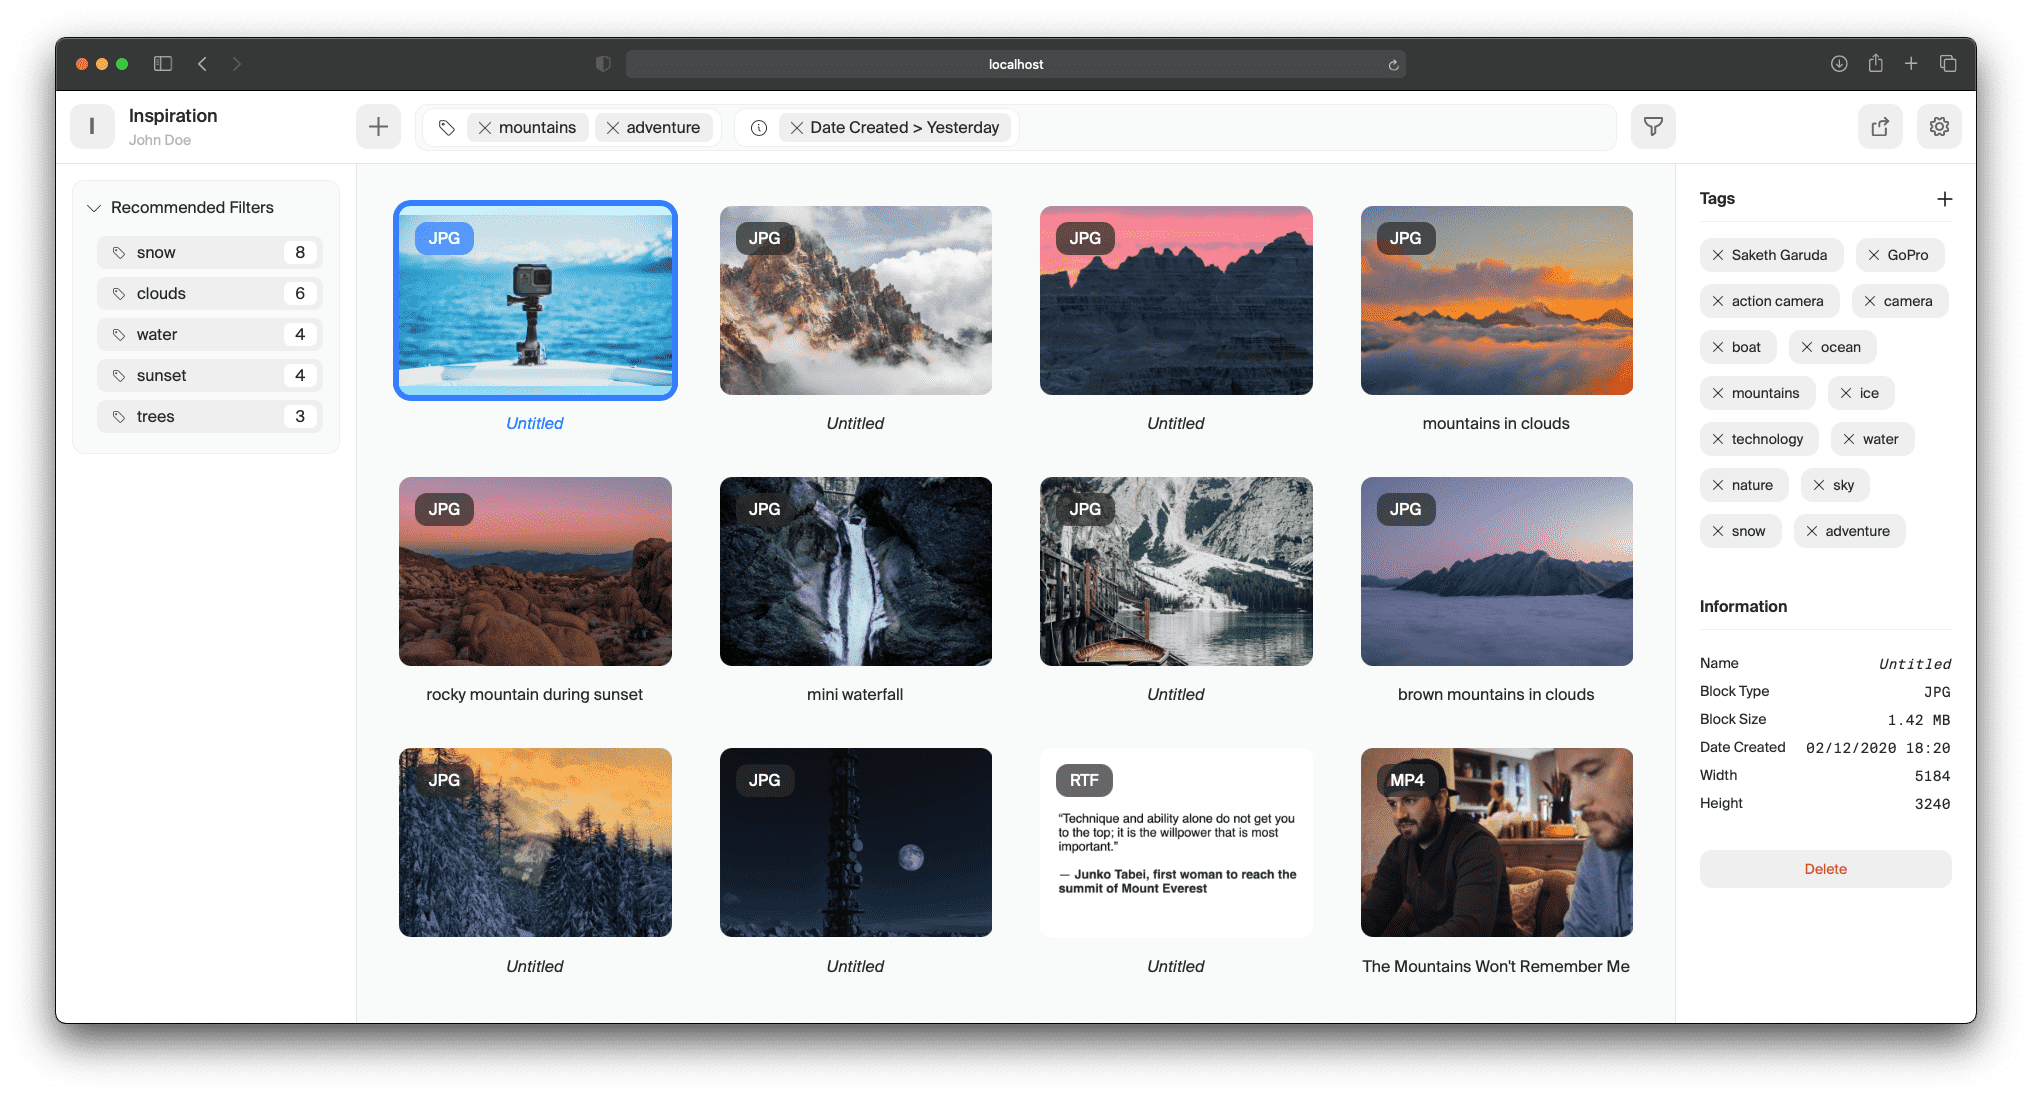 localhost
I
Inspiration
John Doe
mountains
adventure
Date Created > Yesterday
Recommended Filters
snow 8
clouds 6
water 4
sunset 4
trees 3
JPG
JPG
JPG
JPG
Untitled
Untitled
Untitled
mountains in clouds
JPG
JPG
JPG
JPG
rocky mountain during sunset
mini waterfall
Untitled
brown mountains in clouds
JPG
JPG
RTF
MP4
“Technique and ability alone do not get you
to the top; it is the willpower that is most
important.”
— Junko Tabei, first woman to reach the
summit of Mount Everest
Untitled
Untitled
Untitled
The Mountains Won't Remember Me
Tags
Saketh Garuda
GoPro
action camera
camera
boat
ocean
mountains
ice
technology
water
nature
sky
snow
adventure
Information
Name Untitled
Block Type JPG
Block Size 1.42 MB
Date Created 02/12/2020 18:20
Width 5184
Height 3240
Delete